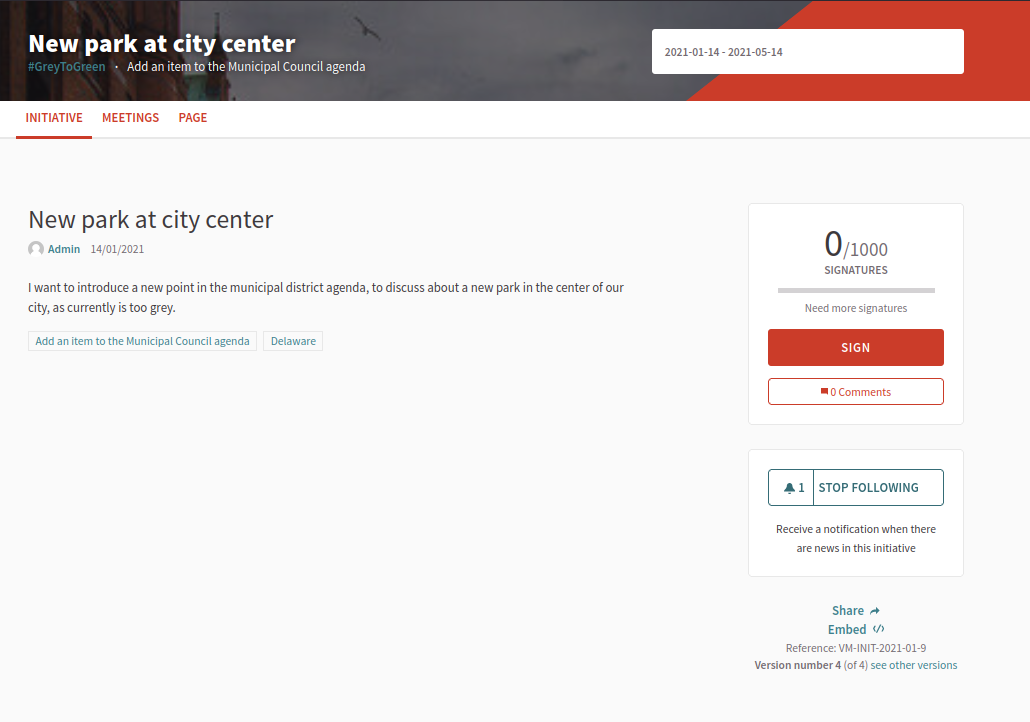 New park at city center
#GreyToGreen · Add an item to the Municipal Council agenda
2021-01-14 - 2021-05-14
INITIATIVE MEETINGS PAGE
New park at city center
Admin 14/01/2021
I want to introduce a new point in the municipal district agenda, to discuss about a new park in the center of our
city, as currently is too grey.
Add an item to the Municipal Council agenda Delaware
0/1000
SIGNATURES
Need more signatures
SIGN
0 Comments
1 STOP FOLLOWING
Receive a notification when there
are news in this initiative
Share
Embed
Reference: VM-INIT-2021-01-9
Version number 4 (of 4) see other versions